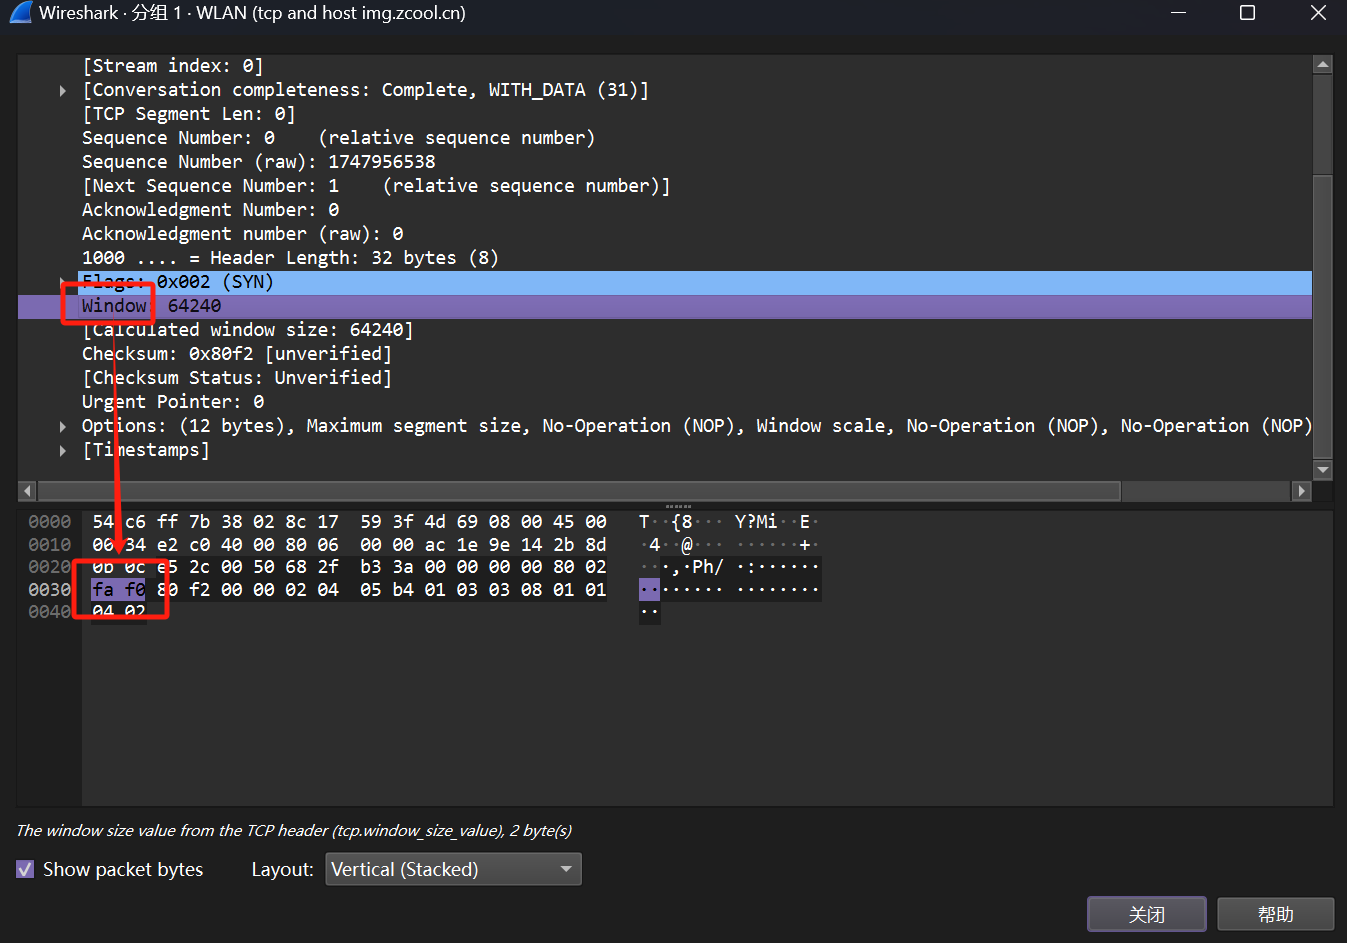 Wireshark · 分组 1 · WLAN (tcp and host img.zcool.cn)
[Stream index: 0]
[Conversation completeness: Complete, WITH_DATA (31)]
[TCP Segment Len: 0]
Sequence Number: 0    (relative sequence number)
Sequence Number (raw): 1747956538
[Next Sequence Number: 1    (relative sequence number)]
Acknowledgment Number: 0
Acknowledgment number (raw): 0
1000 .... = Header Length: 32 bytes (8)
Flags: 0x002 (SYN)
Window: 64240
[Calculated window size: 64240]
Checksum: 0x80f2 [unverified]
[Checksum Status: Unverified]
Urgent Pointer: 0
Options: (12 bytes), Maximum segment size, No-Operation (NOP), Window scale, No-Operation (NOP), No-Operation (NOP)
[Timestamps]
0000 54 c6 ff 7b 38 02 8c 17  59 3f 4d 69 08 00 45 00  T··{8··· Y?Mi··E·
0010 00 34 e2 c0 40 00 80 06  00 00 ac 1e 9e 14 2b 8d  ·4··@··· ······+·
0020 0b 0c e5 2c 00 50 68 2f  b3 3a 00 00 00 00 80 02  ···,·Ph/ ·:······
0030 fa f0 80 f2 00 00 02 04  05 b4 01 03 03 08 01 01  ········ ········
0040 04 02  ··
The window size value from the TCP header (tcp.window_size_value), 2 byte(s)
Show packet bytes  Layout: Vertical (Stacked)
关闭  帮助